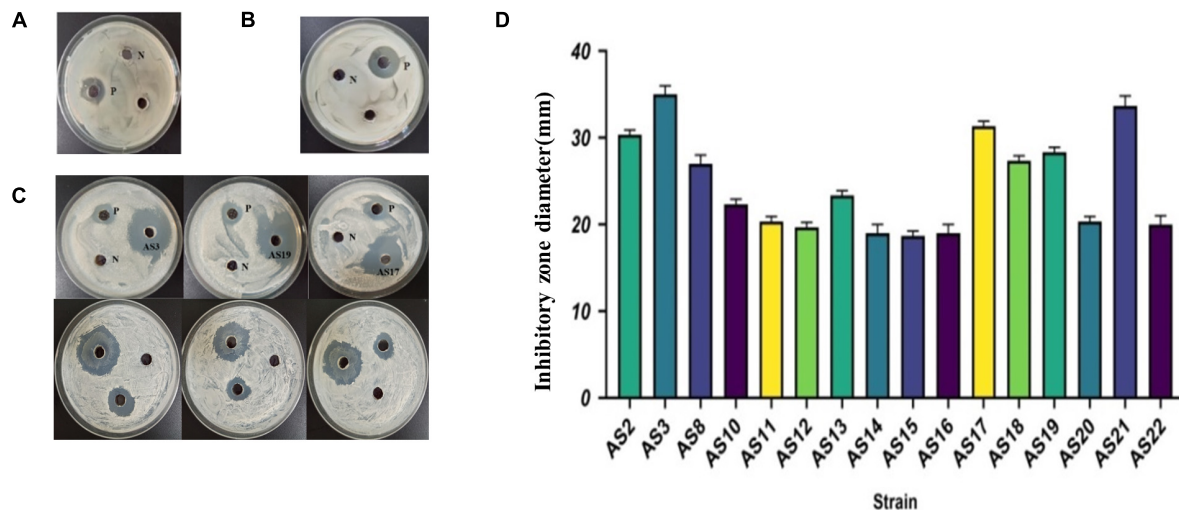 A
B
D
N
P
N
P
C
P
AS3
N
P
AS19
N
P
N
AS17
Inhibitory zone diameter(mm)
40
30
20
10
0
AS2
AS3
AS8
AS10
AS11
AS12
AS13
AS14
AS15
AS16
AS17
AS18
AS19
AS20
AS21
AS22
Strain